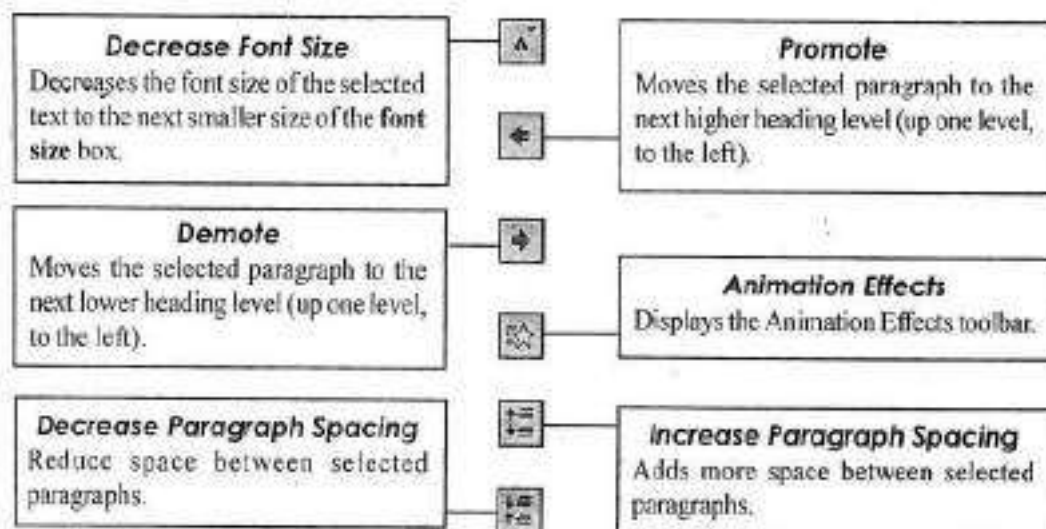 Decrease Font Size
Decreases the font size of the selected
text to the next smaller size of the font
size box.
Promote
Moves the selected paragraph to the
next higher heading level (up one level,
to the left).
Demote
Moves the selected paragraph to the
next lower heading level (up one level,
to the left).
Animation Effects
Displays the Animation Effects toolbar.
Decrease Paragraph Spacing
Reduce space between selected
paragraphs.
Increase Paragraph Spacing
Adds more space between selected
paragraphs.